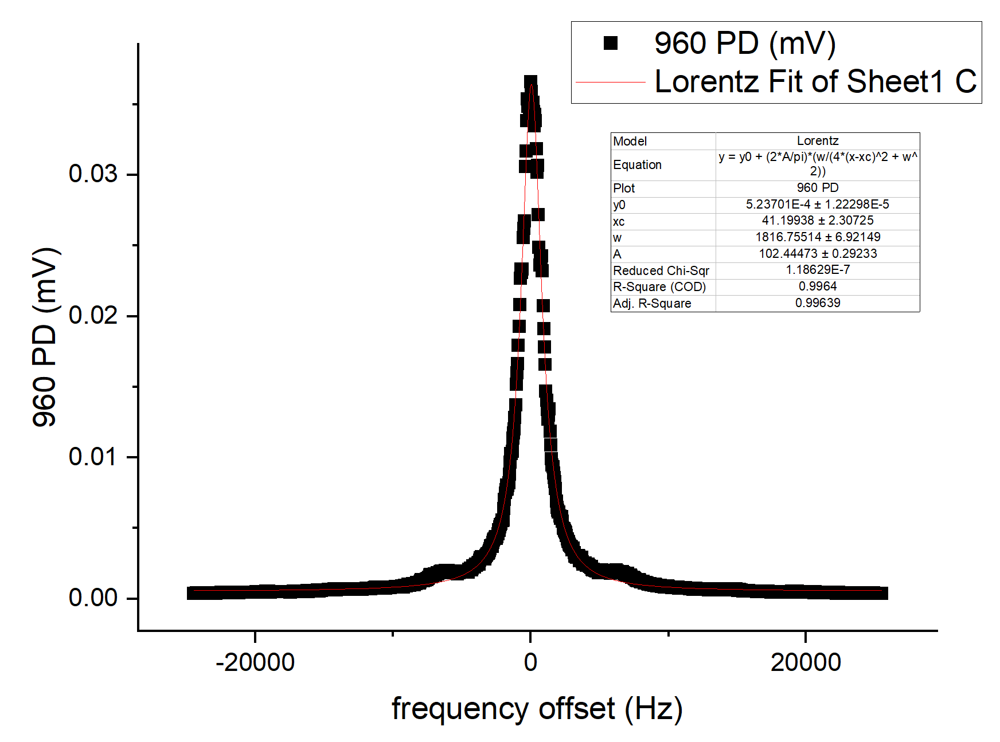 960 PD (mV)
Lorentz Fit of Sheet1 C
Model Lorentz
Equation y = y0 + (2*A/pi)*(w/(4*(x-xc)^2 + w^
2))
Plot 960 PD
y0 5.23701E-4 ± 1.22298E-5
xc 41.19938 ± 2.30725
w 1816.75514 ± 6.92149
A 102.44473 ± 0.29233
Reduced Chi-Sqr 1.18629E-7
R-Square (COD) 0.9964
Adj. R-Square 0.99639
960 PD (mV)
0.03
0.02
0.01
0.00
-20000 0 20000
frequency offset (Hz)